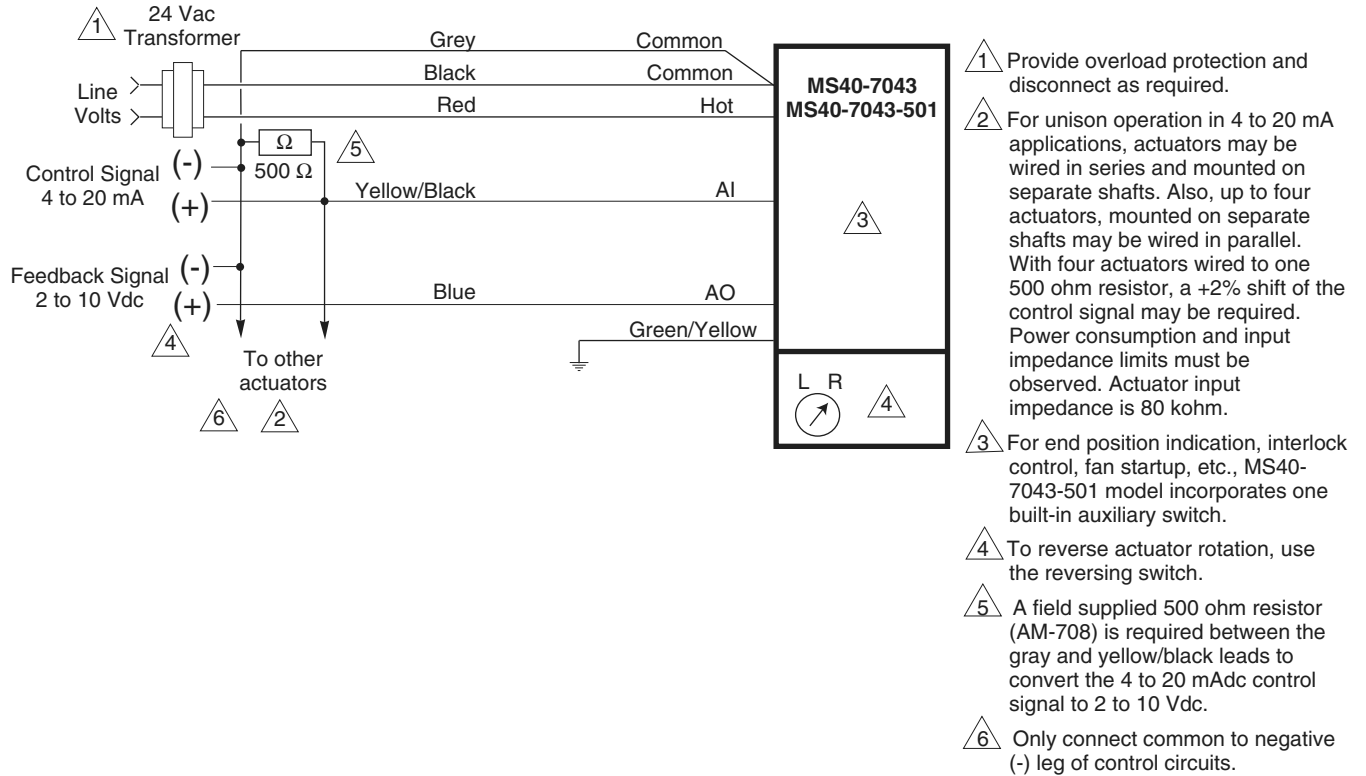 1
24 Vac
Transformer
Grey
Common
Black
Common
Line
Volts
Red
Hot
MS40-7043
MS40-7043-501
Ω
500 Ω
5
Control Signal
4 to 20 mA
(-)
(+)
Yellow/Black
AI
3
Feedback Signal
2 to 10 Vdc
(-)
(+)
4
Blue
AO
Green/Yellow
To other
actuators
6
2
L R
4
1 Provide overload protection and
disconnect as required.
2 For unison operation in 4 to 20 mA
applications, actuators may be
wired in series and mounted on
separate shafts. Also, up to four
actuators, mounted on separate
shafts may be wired in parallel.
With four actuators wired to one
500 ohm resistor, a +2% shift of the
control signal may be required.
Power consumption and input
impedance limits must be
observed. Actuator input
impedance is 80 kohm.
3 For end position indication, interlock
control, fan startup, etc., MS40-
7043-501 model incorporates one
built-in auxiliary switch.
4 To reverse actuator rotation, use
the reversing switch.
5 A field supplied 500 ohm resistor
(AM-708) is required between the
gray and yellow/black leads to
convert the 4 to 20 mAdc control
signal to 2 to 10 Vdc.
6 Only connect common to negative
(-) leg of control circuits.